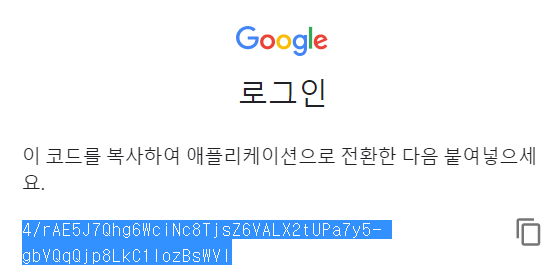 Google
로그인
이 코드를 복사하여 애플리케이션으로 전환한 다음 붙여넣으세
요.
4/rAE5J7Qhg6WciNc8TjsZ6YALX2tUPa7y5-
gbVQqQjp8LkC1lozBsWVI